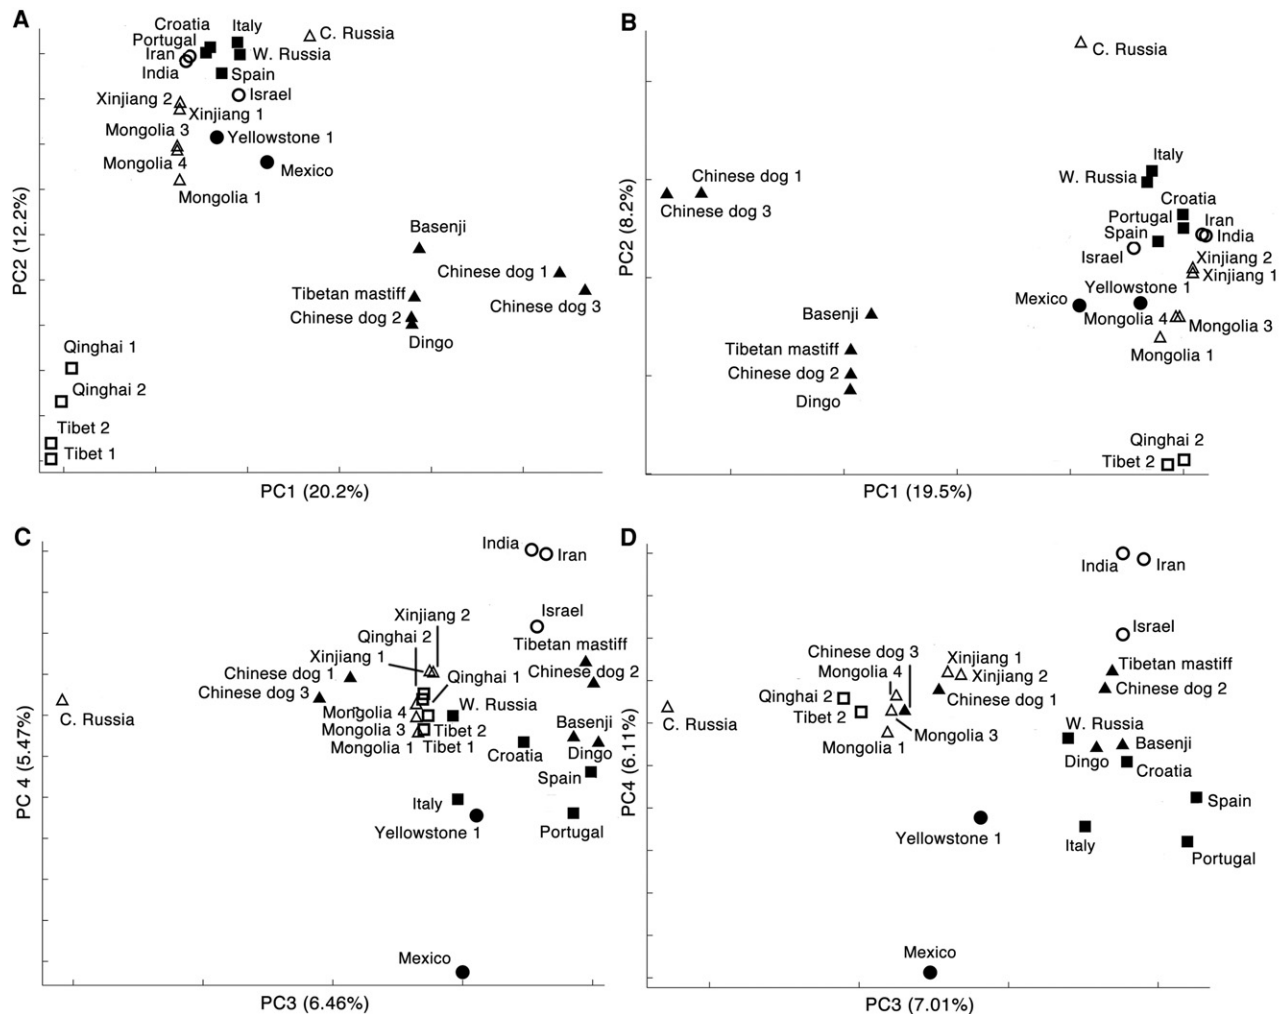 A
Croatia
Italy
C. Russia
Portugal
Iran
W. Russia
India
Spain
Xinjiang 2
Israel
Xinjiang 1
Mongolia 3
Yellowstone 1
Mongolia 4
Mexico
Mongolia 1
PC2 (12.2%)
Basenji
Chinese dog 1
Tibetan mastiff
Chinese dog 3
Chinese dog 2
Dingo
Qinghai 1
Qinghai 2
Tibet 2
Tibet 1
PC1 (20.2%)
B
C. Russia
Italy
Chinese dog 1
W. Russia
Croatia
Chinese dog 3
Portugal
Iran
Spain
India
Israel
Xinjiang 2
Xinjiang 1
PC2 (8.2%)
Yellowstone 1
Mexico
Basenji
Mongolia 4
Mongolia 3
Tibetan mastiff
Mongolia 1
Chinese dog 2
Dingo
Qinghai 2
Tibet 2
PC1 (19.5%)
C
India
Iran
Xinjiang 2
Israel
Qinghai 2
Tibetan mastiff
Xinjiang 1
Chinese dog 1
Qinghai 1
Chinese dog 2
Chinese dog 3
C. Russia
Mongolia 4
W. Russia
Mongolia 3
Tibet 2
Basenji
Mongolia 1
Tibet 1
Croatia
Dingo
PC 4 (5.47%)
Spain
Italy
Yellowstone 1
Portugal
Mexico
PC3 (6.46%)
D
India
Iran
Israel
Chinese dog 3
Xinjiang 1
Mongolia 4
Xinjiang 2
Tibetan mastiff
Qinghai 2
Chinese dog 1
Chinese dog 2
Tibet 2
C. Russia
W. Russia
Mongolia 3
Mongolia 1
Basenji
Dingo
Croatia
PC4 (6.11%)
Spain
Yellowstone 1
Italy
Portugal
Mexico
PC3 (7.01%)